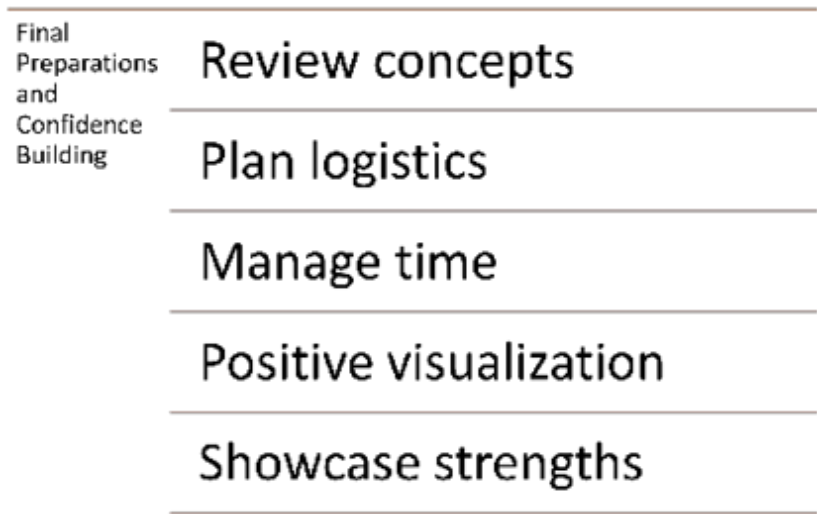 Final
Preparations
and
Confidence
Building
Review concepts
Plan logistics
Manage time
Positive visualization
Showcase strengths